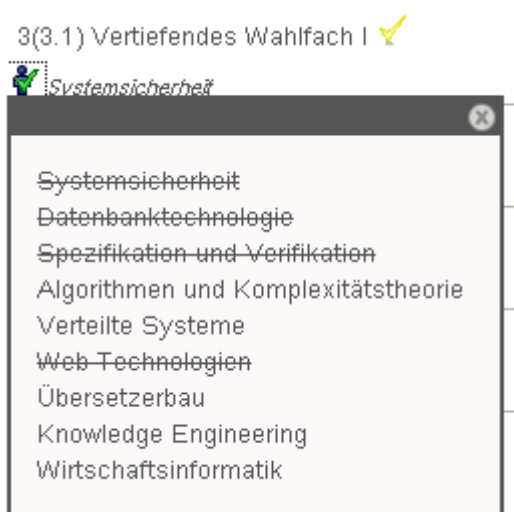 3(3.1) Vertiefendes Wahlfach I
Systemsicherheit
Systemsicherheit
Datenbanktechnologie
Spezifikation und Verifikation
Algorithmen und Komplexitätstheorie
Verteilte Systeme
Web Technologien
Übersetzerbau
Knowledge Engineering
Wirtschaftsinformatik